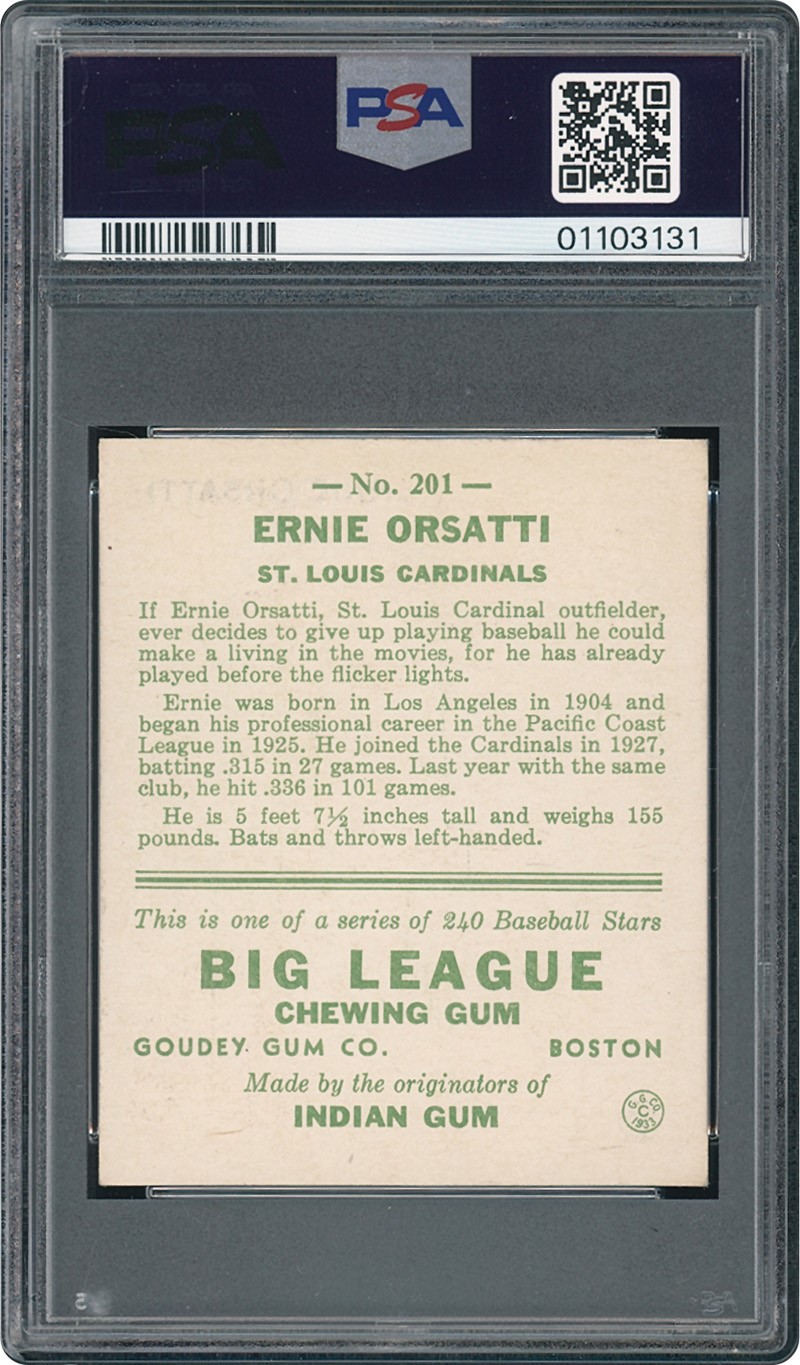 PSA
PSA
01103131
— No. 201 —
ERNIE ORSATTI
ST. LOUIS CARDINALS
If Ernie Orsatti, St. Louis Cardinal outfielder,
ever decides to give up playing baseball he could
make a living in the movies, for he has already
played before the flicker lights.
Ernie was born in Los Angeles in 1904 and
began his professional career in the Pacific Coast
League in 1925. He joined the Cardinals in 1927,
batting .315 in 27 games. Last year with the same
club, he hit .336 in 101 games.
He is 5 feet 7½ inches tall and weighs 155
pounds. Bats and throws left-handed.
This is one of a series of 240 Baseball Stars
BIG LEAGUE
CHEWING GUM
GOUDEY GUM CO. BOSTON
Made by the originators of
INDIAN GUM
G. G. CO.
C
1933